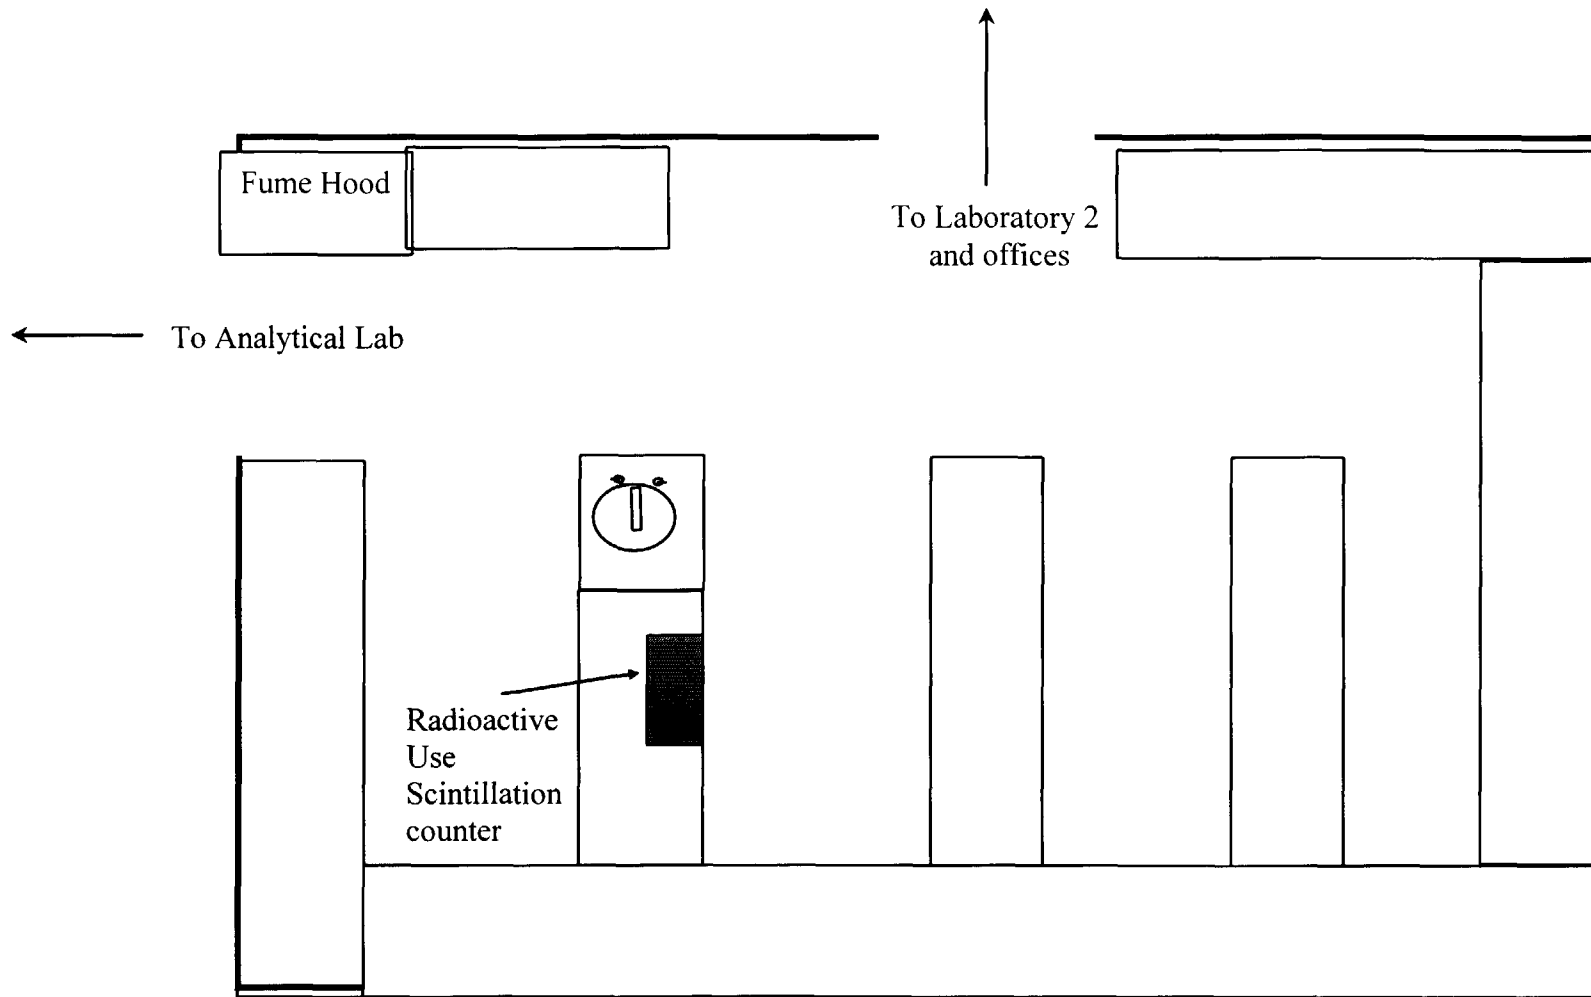 Fume Hood
To Laboratory 2
and offices
To Analytical Lab
Radioactive
Use
Scintillation
counter